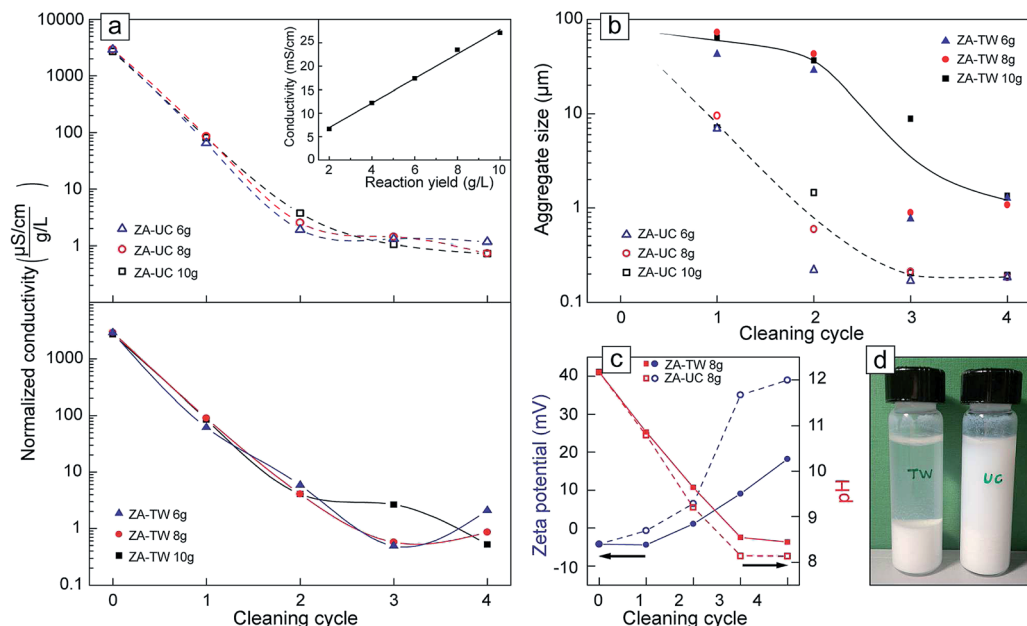 a
Normalized conductivity (µS/cm / g/L)
10000
1000
100
10
1
ZA-UC 6g
ZA-UC 8g
ZA-UC 10g
Conductivity (mS/cm)
25
20
15
10
5
0
2 4 6 8 10
Reaction yield (g/L)
1000
100
10
1
0.1
ZA-TW 6g
ZA-TW 8g
ZA-TW 10g
0 1 2 3 4
Cleaning cycle
b
Aggregate size (µm)
100
10
1
0.1
ZA-TW 6g
ZA-TW 8g
ZA-TW 10g
ZA-UC 6g
ZA-UC 8g
ZA-UC 10g
0 1 2 3 4
Cleaning cycle
c
Zeta potential (mV)
40
30
20
10
0
-10
ZA-TW 8g
ZA-UC 8g
12
11
10
9
8
pH
0 1 2 3 4
Cleaning cycle
d
TW
UC